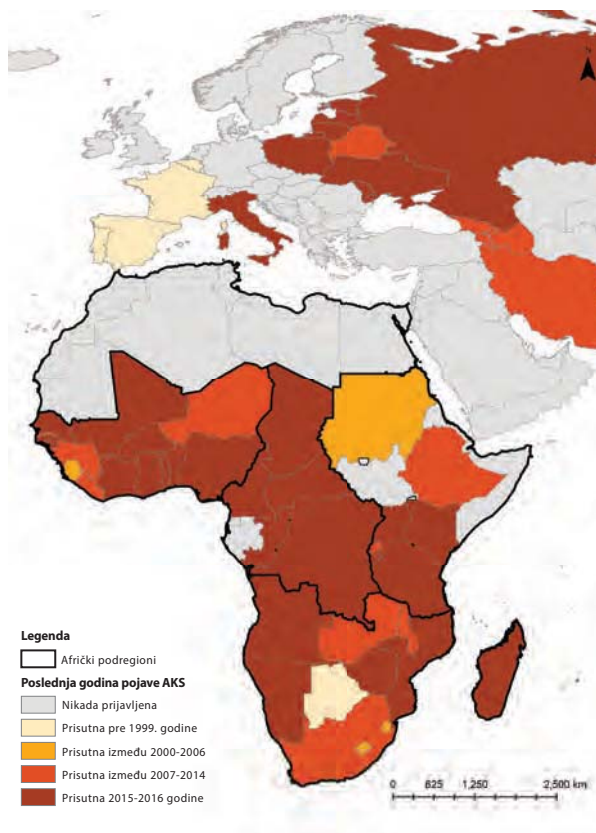 N
Legenda
Afrički podregioni
Poslednja godina pojave AKS
Nikada prijavljena
Prisutna pre 1999. godine
Prisutna između 2000-2006
Prisutna između 2007-2014
Prisutna 2015-2016 godine
0 625 1,250 2,500 km